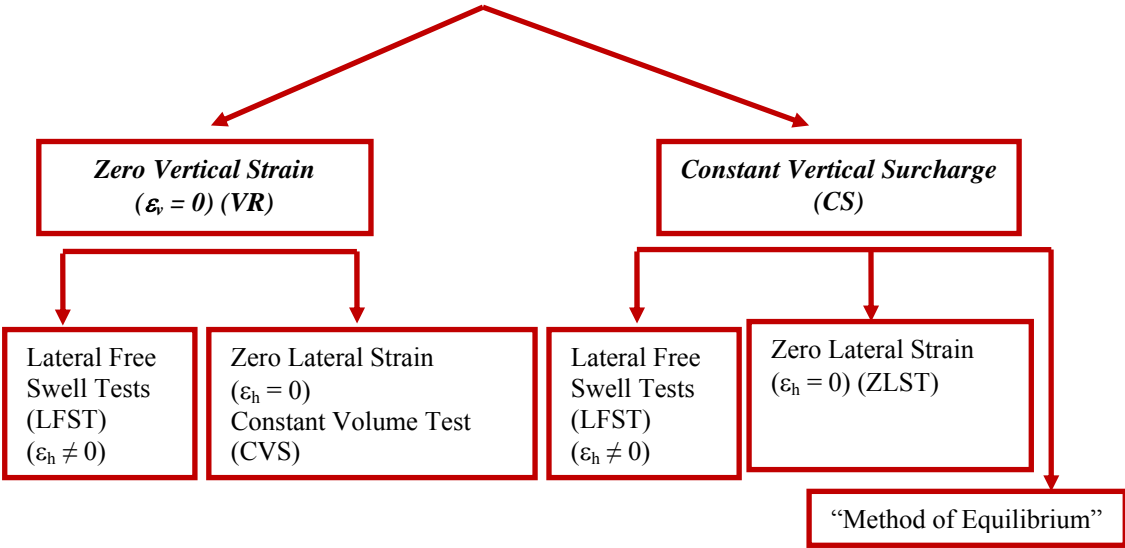 Zero Vertical Strain
(εv = 0) (VR)
Constant Vertical Surcharge
(CS)
Lateral Free
Swell Tests
(LFST)
(εh ≠ 0)
Zero Lateral Strain
(εh = 0)
Constant Volume Test
(CVS)
Lateral Free
Swell Tests
(LFST)
(εh ≠ 0)
Zero Lateral Strain
(εh = 0) (ZLST)
“Method of Equilibrium”